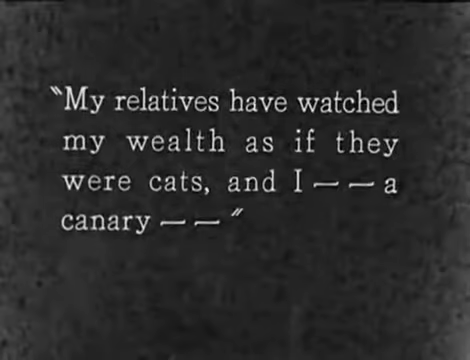 "My relatives have watched
my wealth as if they
were cats, and I — — a
canary — — "